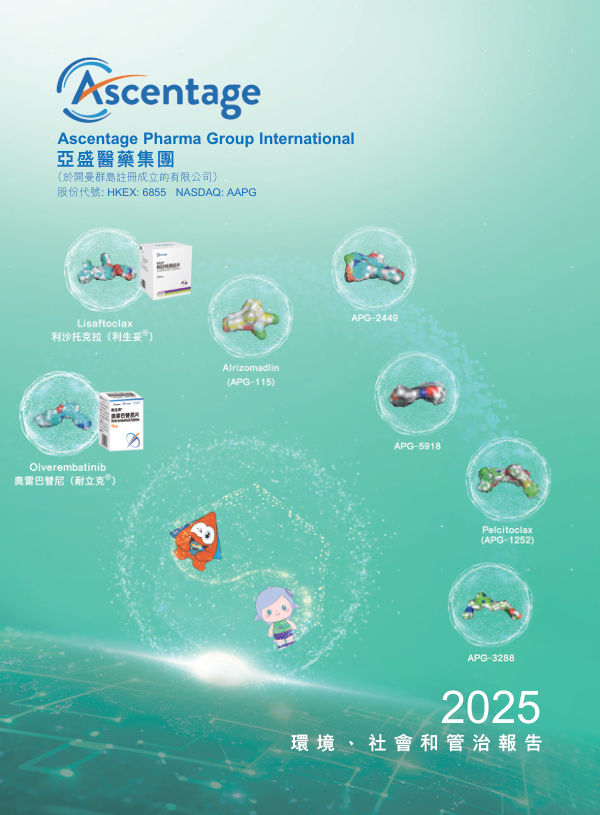 Ascentage
Ascentage Pharma Group International
亞盛醫藥集團
（於開曼群島註冊成立的有限公司）
股份代號: HKEX: 6855 NASDAQ: AAPG
Lisaftoclax
利沙托克拉（利生妥®）
Alrizomadlin
(APG-115)
APG-2449
APG-5918
Olverembatinib
奧雷巴替尼（耐立克®）
Pelcitoclax
(APG-1252)
APG-3288
2025
環境、社會和管治報告